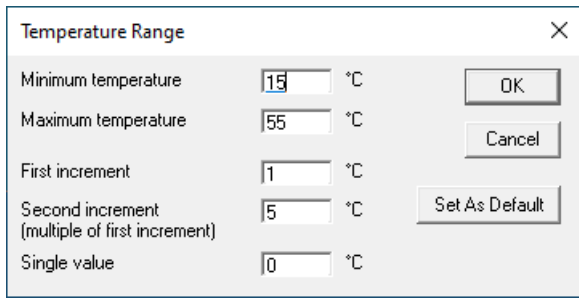 Temperature Range
Minimum temperature 15 °C OK
Maximum temperature 55 °C
Cancel
First increment 1 °C
Second increment 5 °C Set As Default
(multiple of first increment)
Single value 0 °C